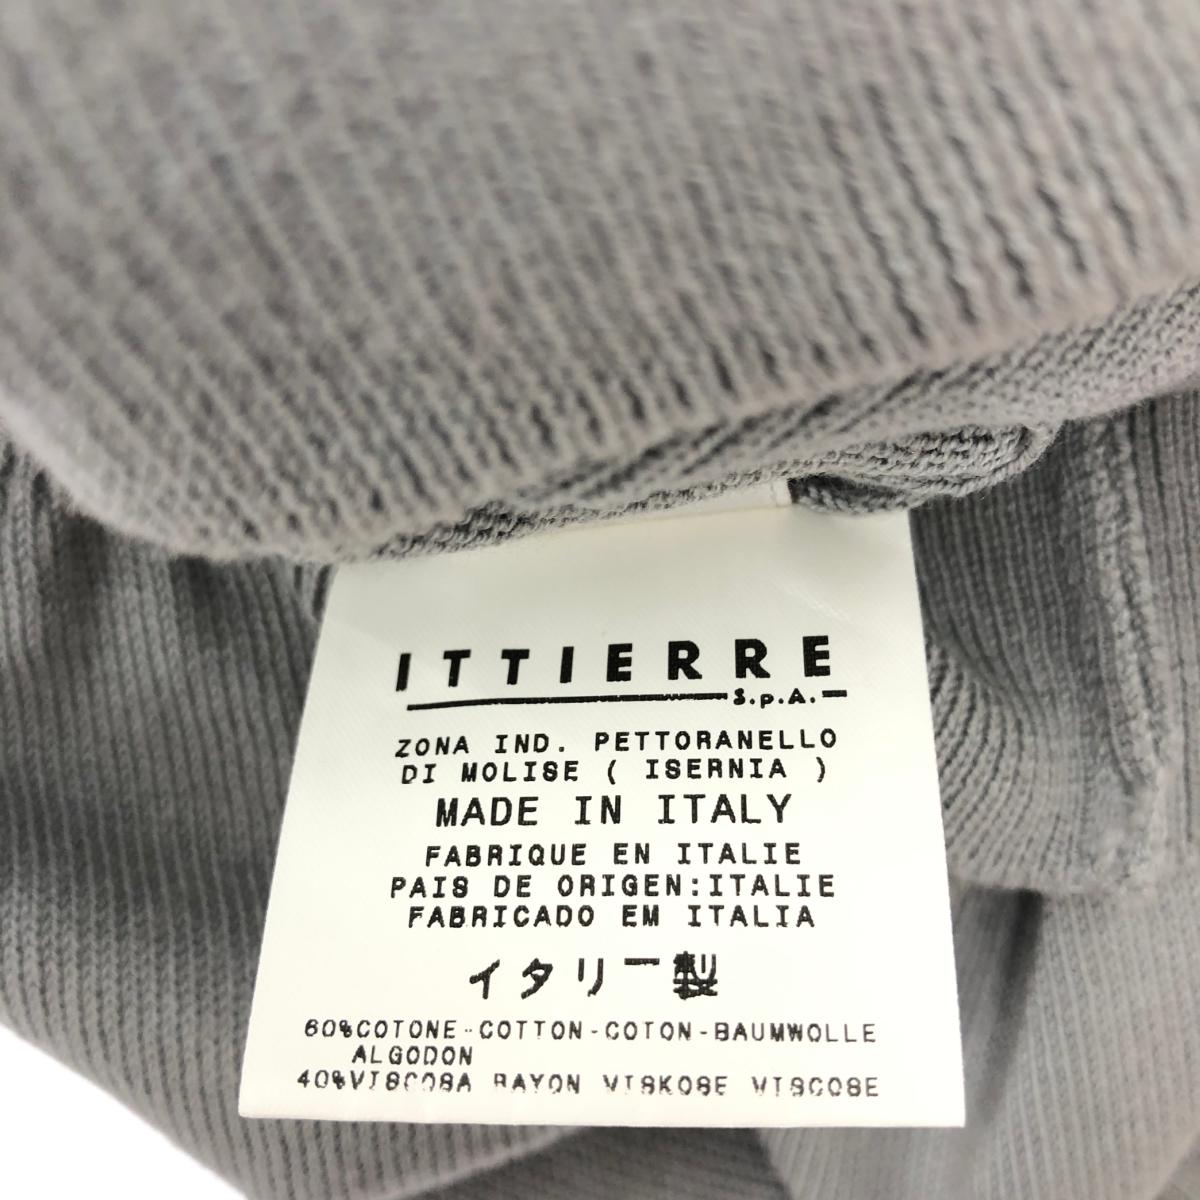 ITTIERRE
S.p.A.
ZONA IND. PETTORANELLO
DI MOLISE ( ISERNIA )
MADE IN ITALY
FABRIQUE EN ITALIE
PAIS DE ORIGEN:ITALIE
FABRICADO EM ITALIA
イタリー製
60%COTONE-COTTON-COTON-BAUMWOLLE
ALGODON
40%VISCOSA RAYON VISKOSE VISCOSE